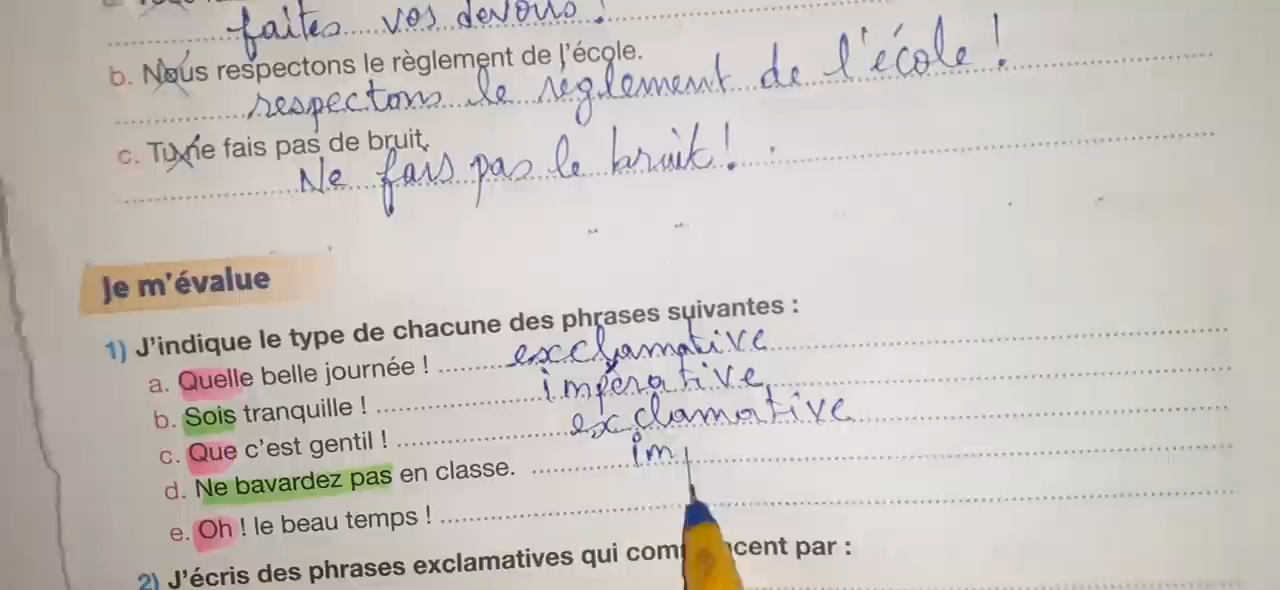 faites vos devoirs !
b. Nous respectons le règlement de l'école.
respectons le règlement de l'école !
c. Tu ne fais pas de bruit.
Ne fais pas le bruit !
Je m'évalue
1) J'indique le type de chacune des phrases suivantes :
a. Quelle belle journée ! exclamative
b. Sois tranquille ! impérative
c. Que c'est gentil ! exclamative
d. Ne bavardez pas en classe. im
e. Oh ! le beau temps !
2) J'écris des phrases exclamatives qui par :